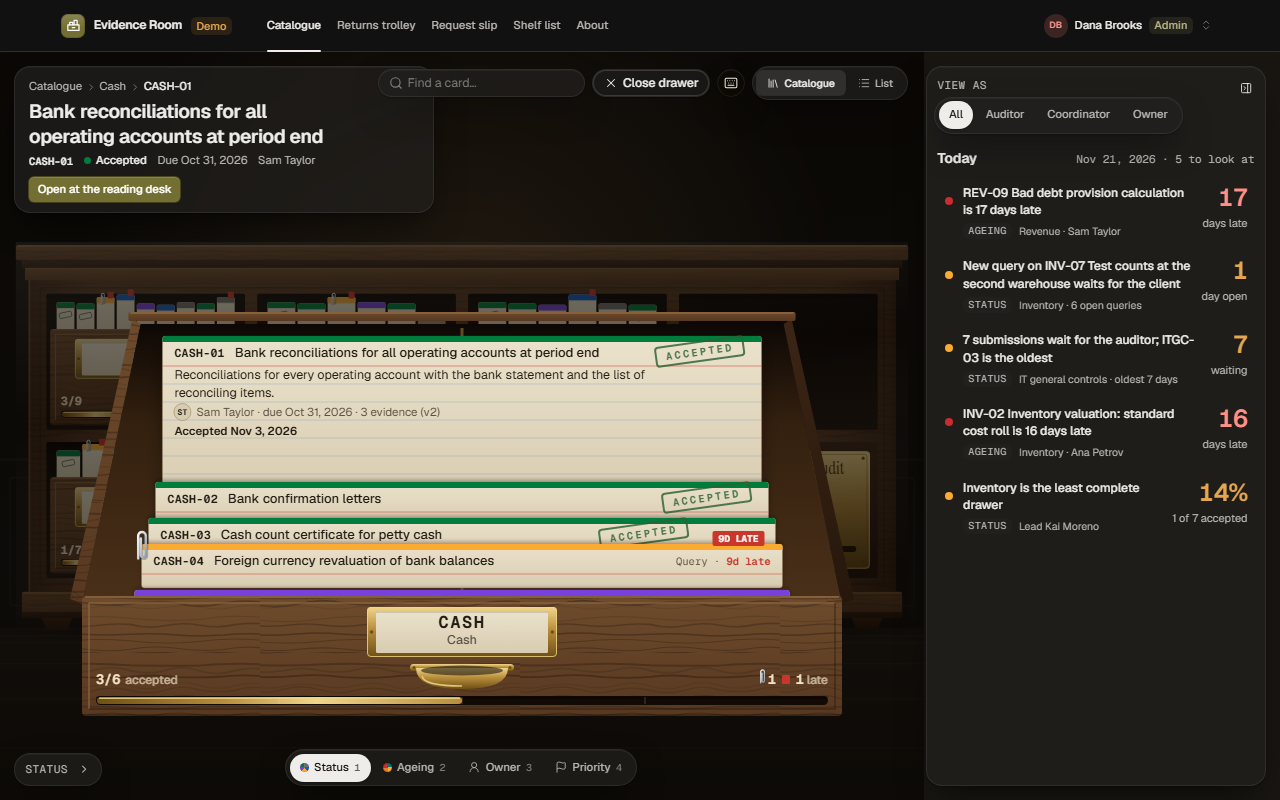 Evidence Room Demo Catalogue Returns trolley Request slip Shelf list About DB Dana Brooks Admin
Catalogue > Cash > CASH-01
Bank reconciliations for all
operating accounts at period end
CASH-01 Accepted Due Oct 31, 2026 Sam Taylor
Open at the reading desk
Find a card...
Close drawer
Catalogue
List
3/9
1/7
dit
CASH-01 Bank reconciliations for all operating accounts at period end ACCEPTED
Reconciliations for every operating account with the bank statement and the list of
reconciling items.
ST Sam Taylor · due Oct 31, 2026 · 3 evidence (v2)
Accepted Nov 3, 2026
CASH-02 Bank confirmation letters ACCEPTED
CASH-03 Cash count certificate for petty cash ACCEPTED
9D LATE
CASH-04 Foreign currency revaluation of bank balances Query · 9d late
CASH
Cash
3/6 accepted 1 1 late
STATUS >
Status 1 Ageing 2 Owner 3 Priority 4
VIEW AS
All Auditor Coordinator Owner
Today Nov 21, 2026 · 5 to look at
REV-09 Bad debt provision calculation
is 17 days late
17
days late
AGEING Revenue · Sam Taylor
New query on INV-07 Test counts at the
second warehouse waits for the client
1
day open
STATUS Inventory · 6 open queries
7 submissions wait for the auditor; ITGC-
03 is the oldest
7
waiting
STATUS IT general controls · oldest 7 days
INV-02 Inventory valuation: standard
cost roll is 16 days late
16
days late
AGEING Inventory · Ana Petrov
Inventory is the least complete
drawer
14%
1 of 7 accepted
STATUS Lead Kai Moreno